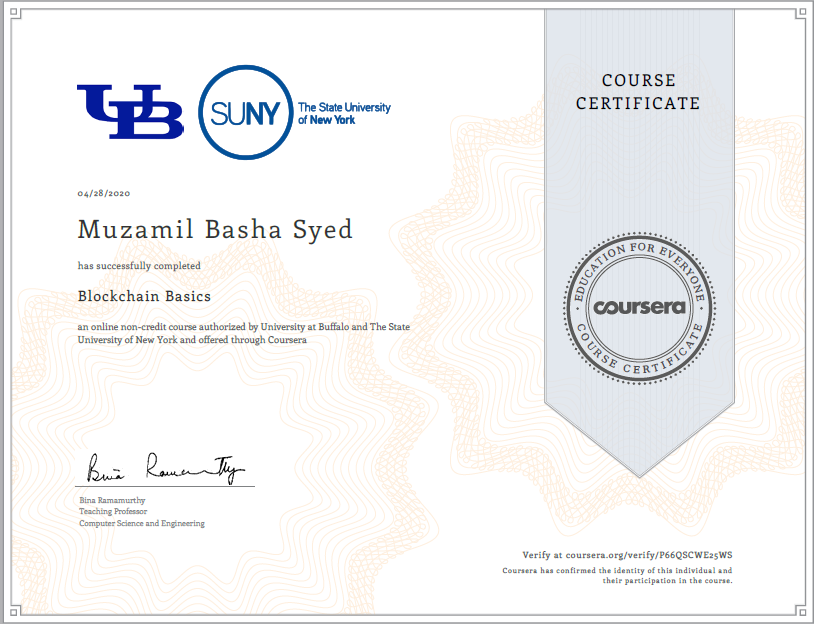 UB
SUNY
The State University
of New York
COURSE
CERTIFICATE
04/28/2020
Muzamil Basha Syed
has successfully completed
Blockchain Basics
an online non-credit course authorized by University at Buffalo and The State
University of New York and offered through Coursera
EDUCATION FOR EVERYONE
coursera
COURSE CERTIFICATE
Bina Ramamurthy
Bina Ramamurthy
Teaching Professor
Computer Science and Engineering
Verify at coursera.org/verify/P66QSCWE25WS
Coursera has confirmed the identity of this individual and
their participation in the course.